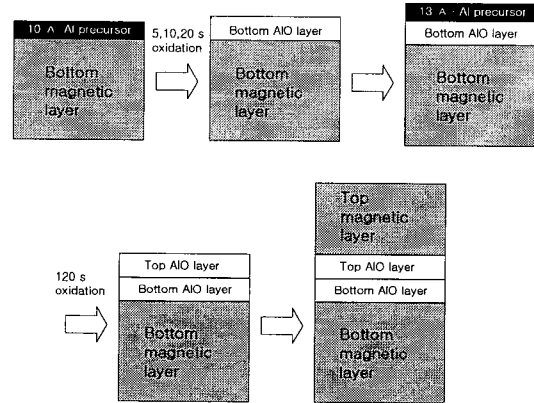 10 A - Al precursor
Bottom
magnetic
layer
5,10,20 s
oxidation
Bottom AlO layer
Bottom
magnetic
layer
13 A - Al precursor
Bottom AlO layer
Bottom
magnetic
layer
120 s
oxidation
Top AlO layer
Bottom AlO layer
Bottom
magnetic
layer
Top
magnetic
layer
Top AlO layer
Bottom AlO layer
Bottom
magnetic
layer